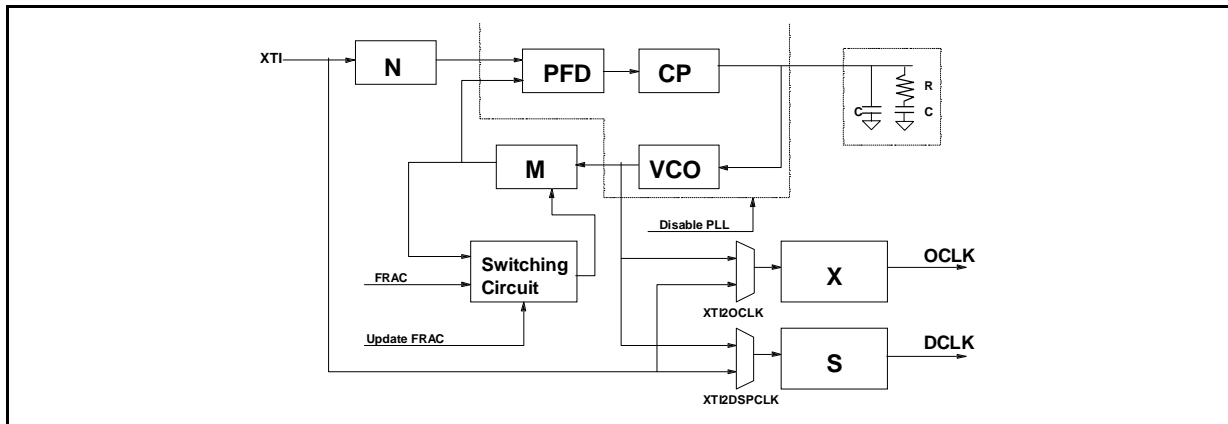 XTI
N
PFD
CP
R
C
C
M
VCO
Disable PLL
Switching
Circuit
FRAC
Update FRAC
XTI2OCLK
X
OCLK
XTI2DSPCLK
S
DCLK